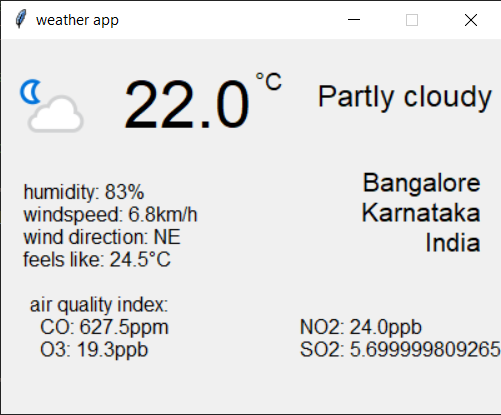 weather app
22.0 °C
Partly cloudy
Bangalore
Karnataka
India
humidity: 83%
windspeed: 6.8km/h
wind direction: NE
feels like: 24.5°C
air quality index:
CO: 627.5ppm
NO2: 24.0ppb
O3: 19.3ppb
SO2: 5.699999809265